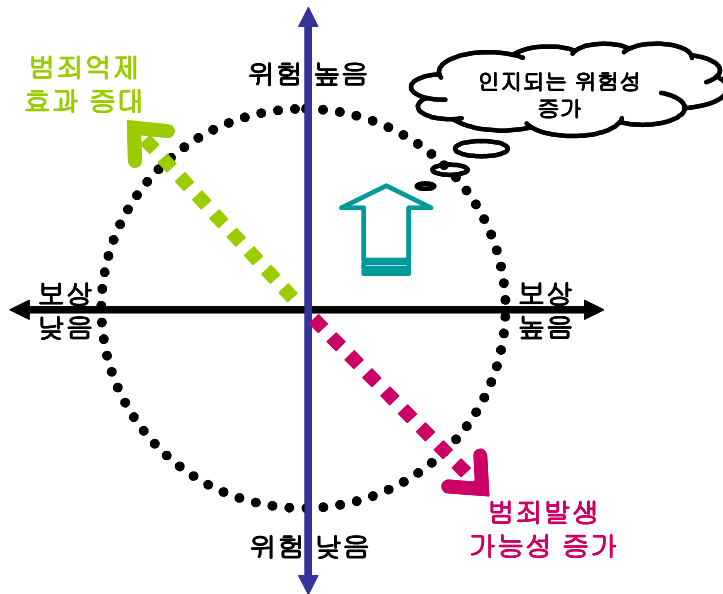 범죄억제
효과 증대
위험 높음
인지되는 위험성
증가
보상
낮음
보상
높음
위험 낮음
범죄발생
가능성 증가